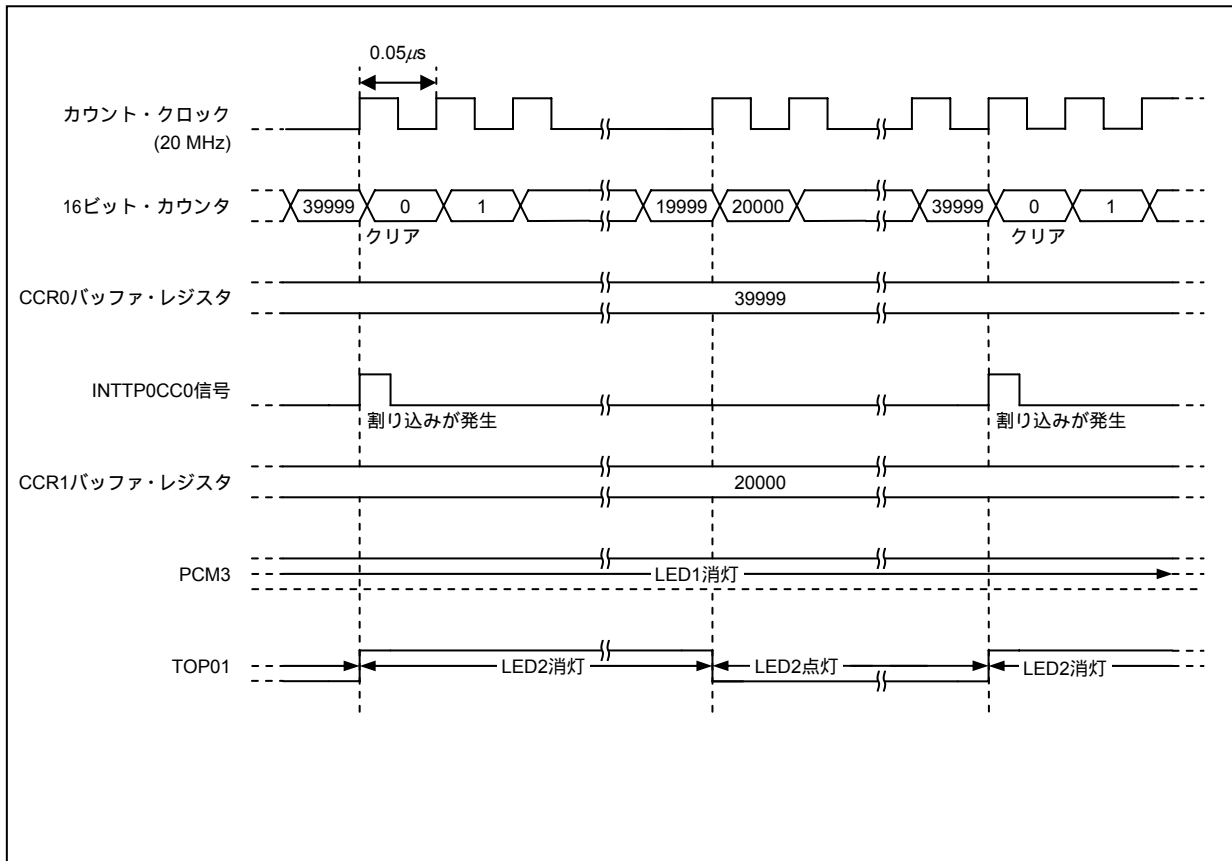 0.05μs
カウント・クロック
(20 MHz)
16ビット・カウンタ
39999
0
1
19999
20000
39999
0
1
クリア
クリア
CCR0バッファ・レジスタ
39999
INTTP0CC0信号
割り込みが発生
割り込みが発生
CCR1バッファ・レジスタ
20000
PCM3
LED1消灯
TOP01
LED2消灯
LED2点灯
LED2消灯